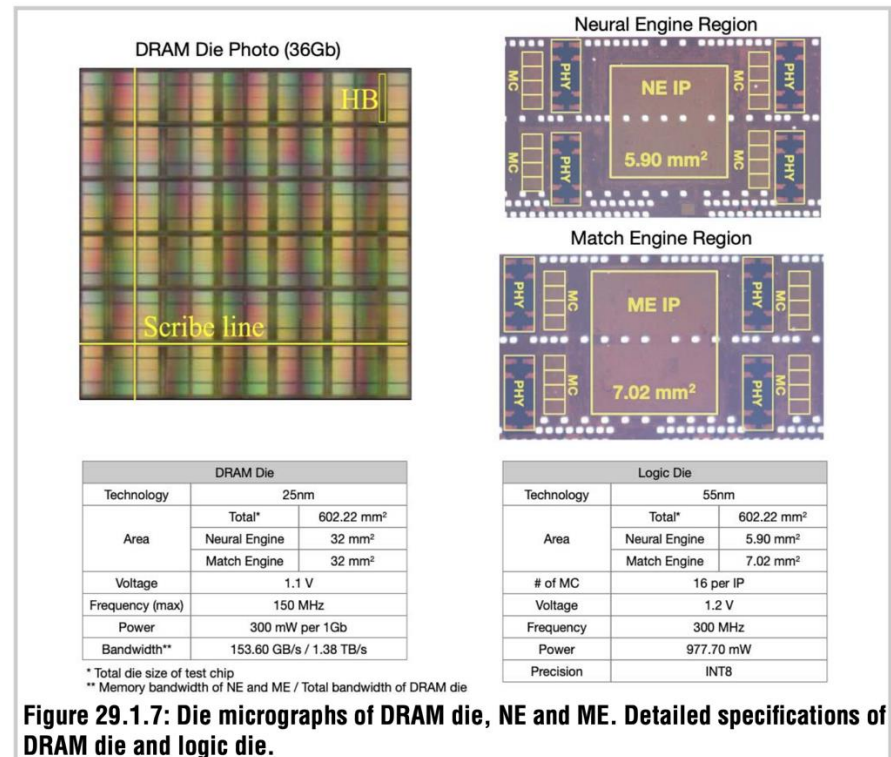 DRAM Die Photo (36Gb)
HB
Scribe line
Neural Engine Region
MC
PHY
NE IP
5.90 mm²
MC
PHY
MC
PHY
MC
PHY
Match Engine Region
PHY
MC
ME IP
7.02 mm²
PHY
MC
PHY
MC
PHY
MC
DRAM Die
Technology 25nm
Area
Total* 602.22 mm²
Neural Engine 32 mm²
Match Engine 32 mm²
Voltage 1.1 V
Frequency (max) 150 MHz
Power 300 mW per 1Gb
Bandwidth** 153.60 GB/s / 1.38 TB/s
* Total die size of test chip
** Memory bandwidth of NE and ME / Total bandwidth of DRAM die
Logic Die
Technology 55nm
Area
Total* 602.22 mm²
Neural Engine 5.90 mm²
Match Engine 7.02 mm²
# of MC 16 per IP
Voltage 1.2 V
Frequency 300 MHz
Power 977.70 mW
Precision INT8
Figure 29.1.7: Die micrographs of DRAM die, NE and ME. Detailed specifications of
DRAM die and logic die.